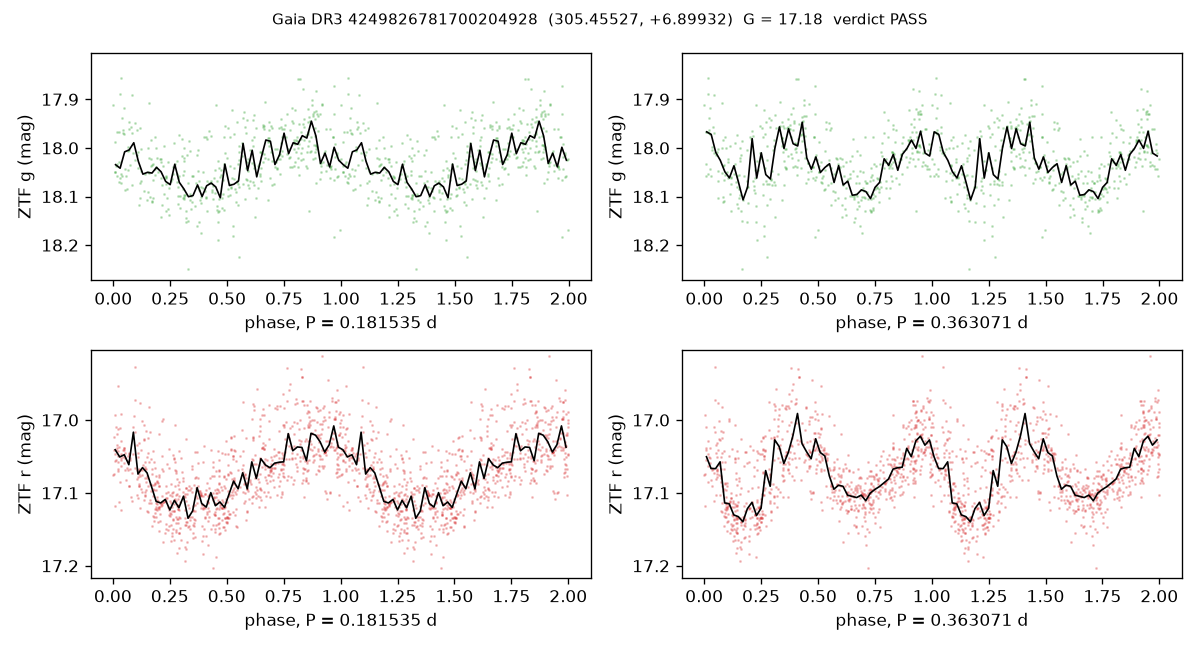 Gaia DR3 4249826781700204928 (305.45527, +6.89932) G = 17.18 verdict PASS
ZTF g (mag)
17.9
18.0
18.1
18.2
0.00 0.25 0.50 0.75 1.00 1.25 1.50 1.75 2.00
phase, P = 0.181535 d
ZTF g (mag)
17.9
18.0
18.1
18.2
0.00 0.25 0.50 0.75 1.00 1.25 1.50 1.75 2.00
phase, P = 0.363071 d
ZTF r (mag)
17.0
17.1
17.2
0.00 0.25 0.50 0.75 1.00 1.25 1.50 1.75 2.00
phase, P = 0.181535 d
ZTF r (mag)
17.0
17.1
17.2
0.00 0.25 0.50 0.75 1.00 1.25 1.50 1.75 2.00
phase, P = 0.363071 d